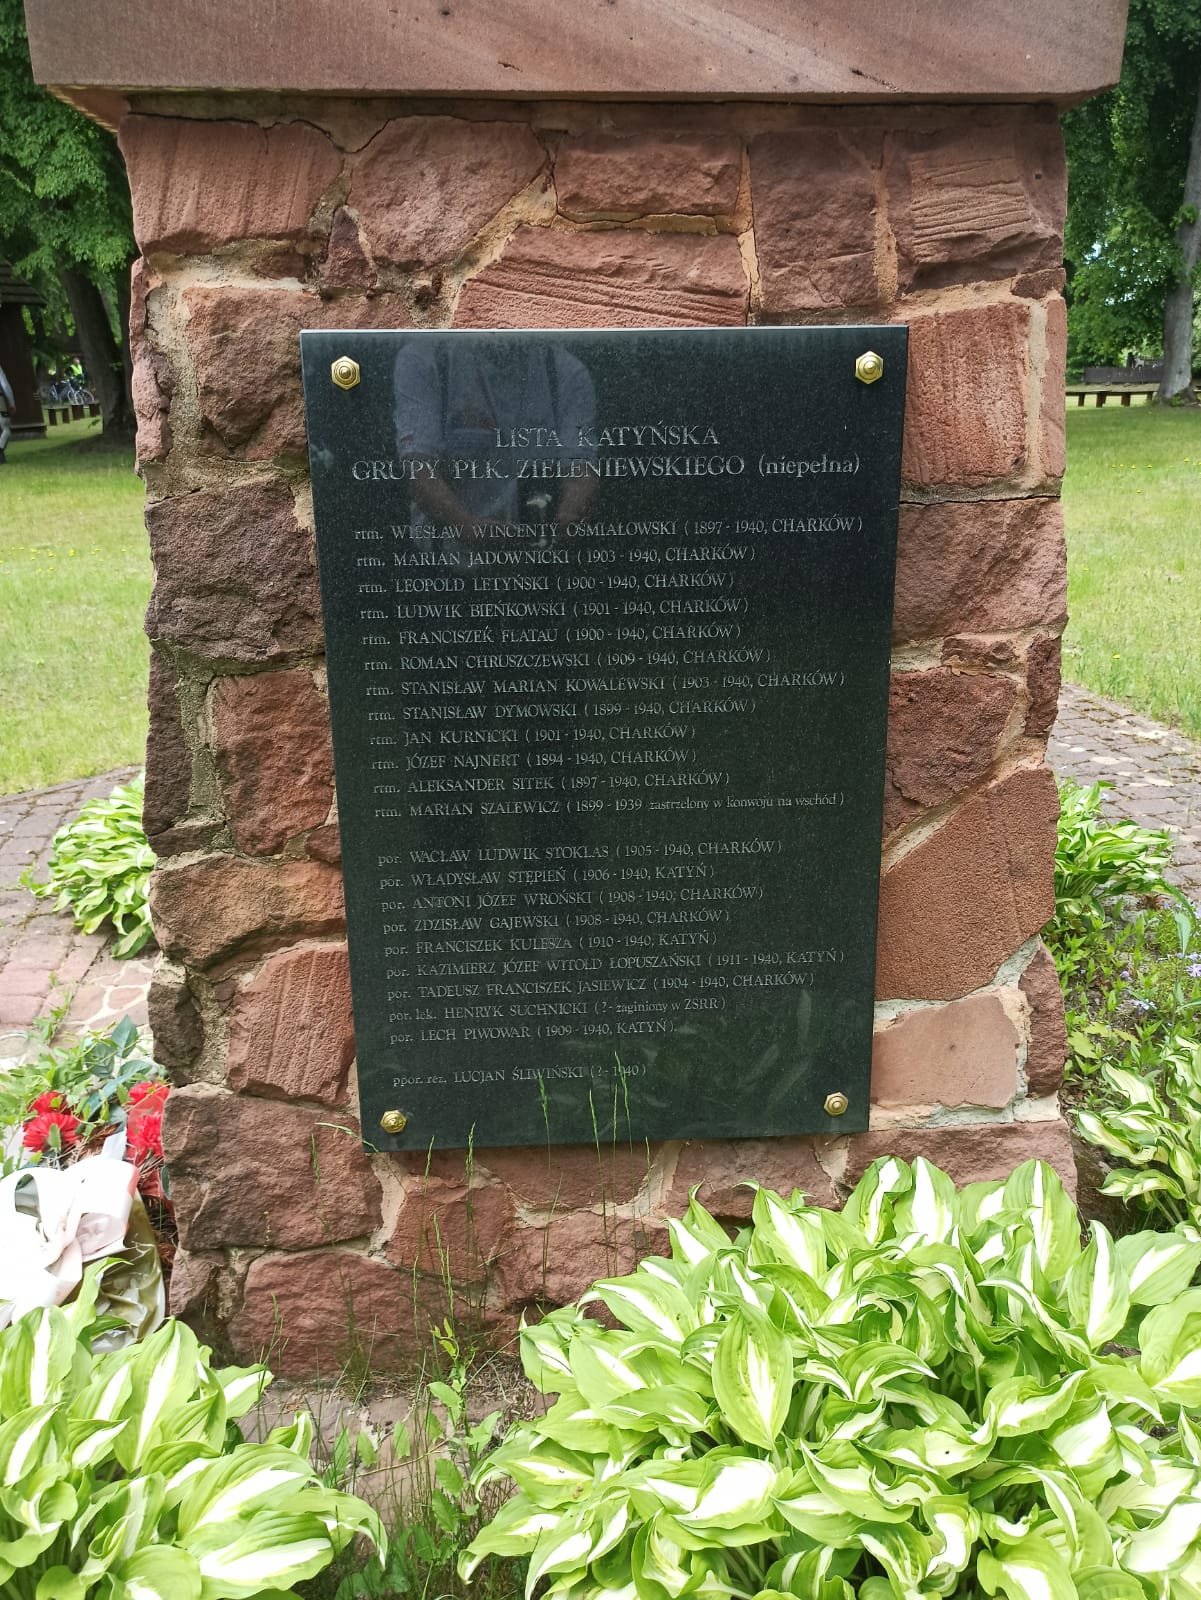 LISTA KATYŃSKA
GRUPY PŁK. ZIELENIEWSKIEGO (niepełna)
rtm. WIESŁAW WINCENTY OŚMIAŁOWSKI (1897 - 1940, CHARKÓW)
rtm. MARIAN JADOWNICKI (1903 - 1940, CHARKÓW)
rtm. LEOPOLD LETYŃSKI (1900 - 1940, CHARKÓW)
rtm. LUDWIK BIEŃKOWSKI (1901 - 1940, CHARKÓW)
rtm. FRANCISZEK FLATAU (1900 - 1940, CHARKÓW)
rtm. ROMAN CHRUSZCZEWSKI (1909 - 1940, CHARKÓW)
rtm. STANISŁAW MARIAN KOWALEWSKI (1903 - 1940, CHARKÓW)
rtm. STANISŁAW DYMOWSKI (1899 - 1940, CHARKÓW)
rtm. JAN KURNICKI (1901 - 1940, CHARKÓW)
rtm. JÓZEF NAJNERT (1894 - 1940, CHARKÓW)
rtm. ALEKSANDER SITEK (1897 - 1940, CHARKÓW)
rtm. MARIAN SZALEWICZ (1899 - 1939 zastrzelony w konwoju na wschód)
por. WACŁAW LUDWIK STOKLAS (1905 - 1940, CHARKÓW)
por. WŁADYSŁAW STĘPIEŃ (1906 - 1940, KATYŃ)
por. ANTONI JÓZEF WROŃSKI (1908 - 1940, CHARKÓW)
por. ZDZISŁAW GAJEWSKI (1908 - 1940, CHARKÓW)
por. FRANCISZEK KULESZA (1910 - 1940, KATYŃ)
por. KAZIMIERZ JÓZEF WITOLD ŁOPUSZAŃSKI (1911 - 1940, KATYŃ)
por. TADEUSZ FRANCISZEK JASIEWICZ (1904 - 1940, CHARKÓW)
por. lek. HENRYK SUCHNICKI (? - zaginiony w ZSRR)
por. LECH PIWOWAR (1909 - 1940, KATYŃ)
ppor. rez. LUCJAN ŚLIWIŃSKI (? - 1940)